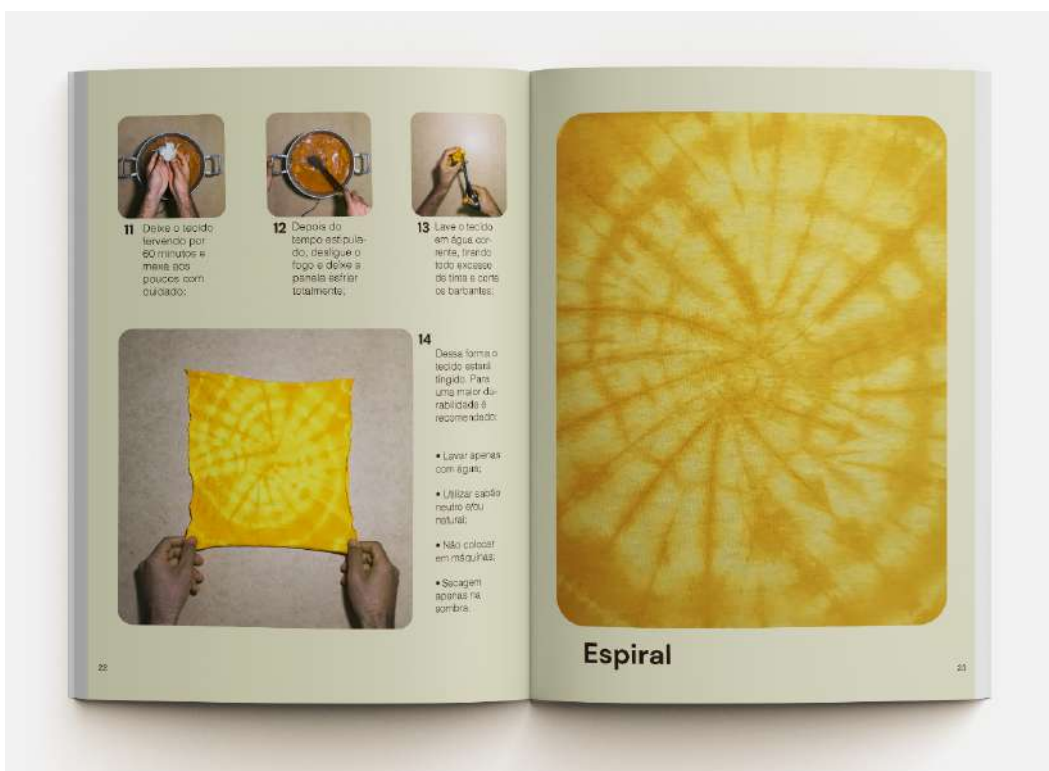 11 Deixe o tecido
fervendo por
60 minutos e
mexa aos
poucos com
cuidado;
12 Depois do
tempo estipula-
do, desligue o
fogo e deixe a
panela esfriar
totalmente;
13 Lave o tecido
em água cor-
rente, tirando
todo excesso
de tinta e corte
os barbantes;
14
Dessa forma o
tecido estará
tingido. Para
uma maior du-
rabilidade é
recomendado:
• Lavar apenas
com água;
• Utilizar sabão
neutro e/ou
natural;
• Não colocar
em máquinas;
• Secagem
apenas na
sombra.
22
Espiral
23